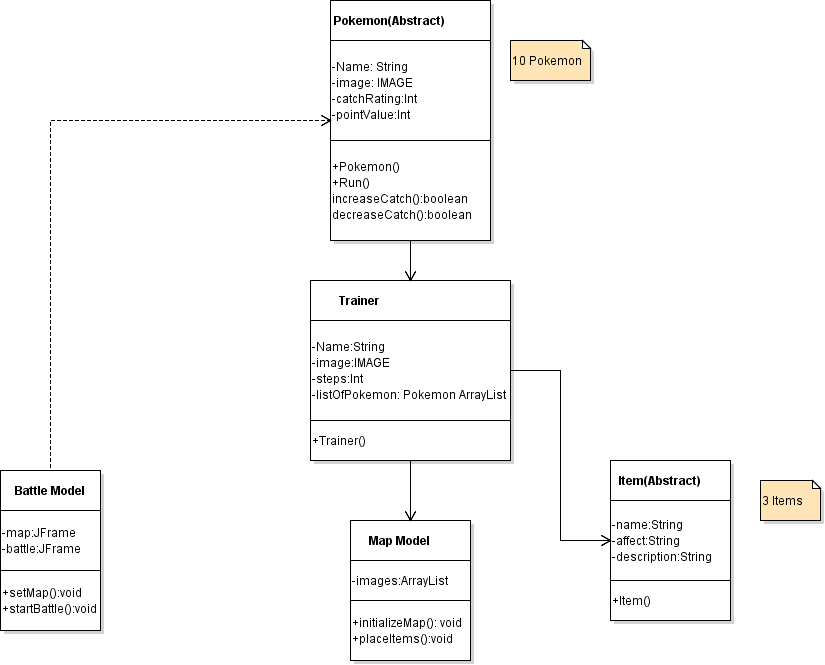 Pokemon(Abstract)
-Name: String
-image: IMAGE
-catchRating:Int
-pointValue:Int
+Pokemon()
+Run()
increaseCatch():boolean
decreaseCatch():boolean
10 Pokemon
Trainer
-Name:String
-image:IMAGE
-steps:Int
-listOfPokemon: Pokemon ArrayList
+Trainer()
Battle Model
-map:JFrame
-battle:JFrame
+setMap():void
+startBattle():void
Map Model
-images:ArrayList
+initializeMap(): void
+placeItems():void
Item(Abstract)
-name:String
-affect:String
-description:String
+Item()
3 Items